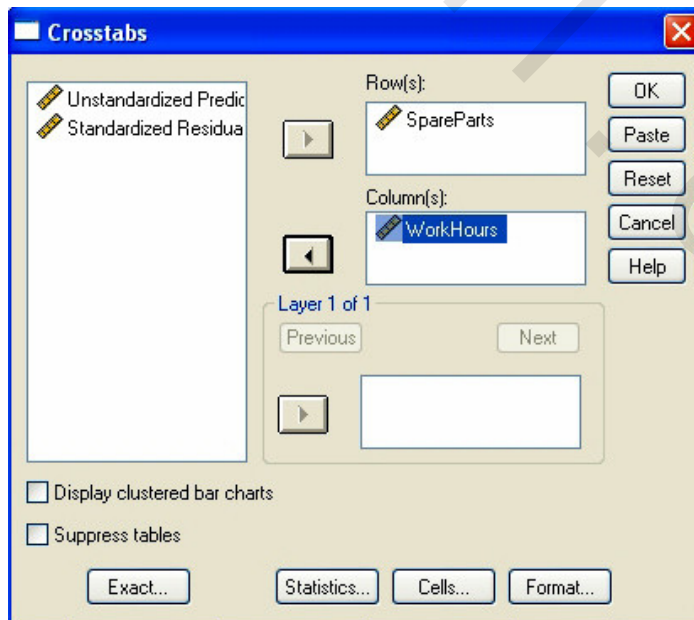 Crosstabs
Unstandardized Predic
Standardized Residua
Row(s):
SpareParts
Column(s):
WorkHours
OK
Paste
Reset
Cancel
Help
Layer 1 of 1
Previous
Next
Display clustered bar charts
Suppress tables
Exact...
Statistics...
Cells...
Format...